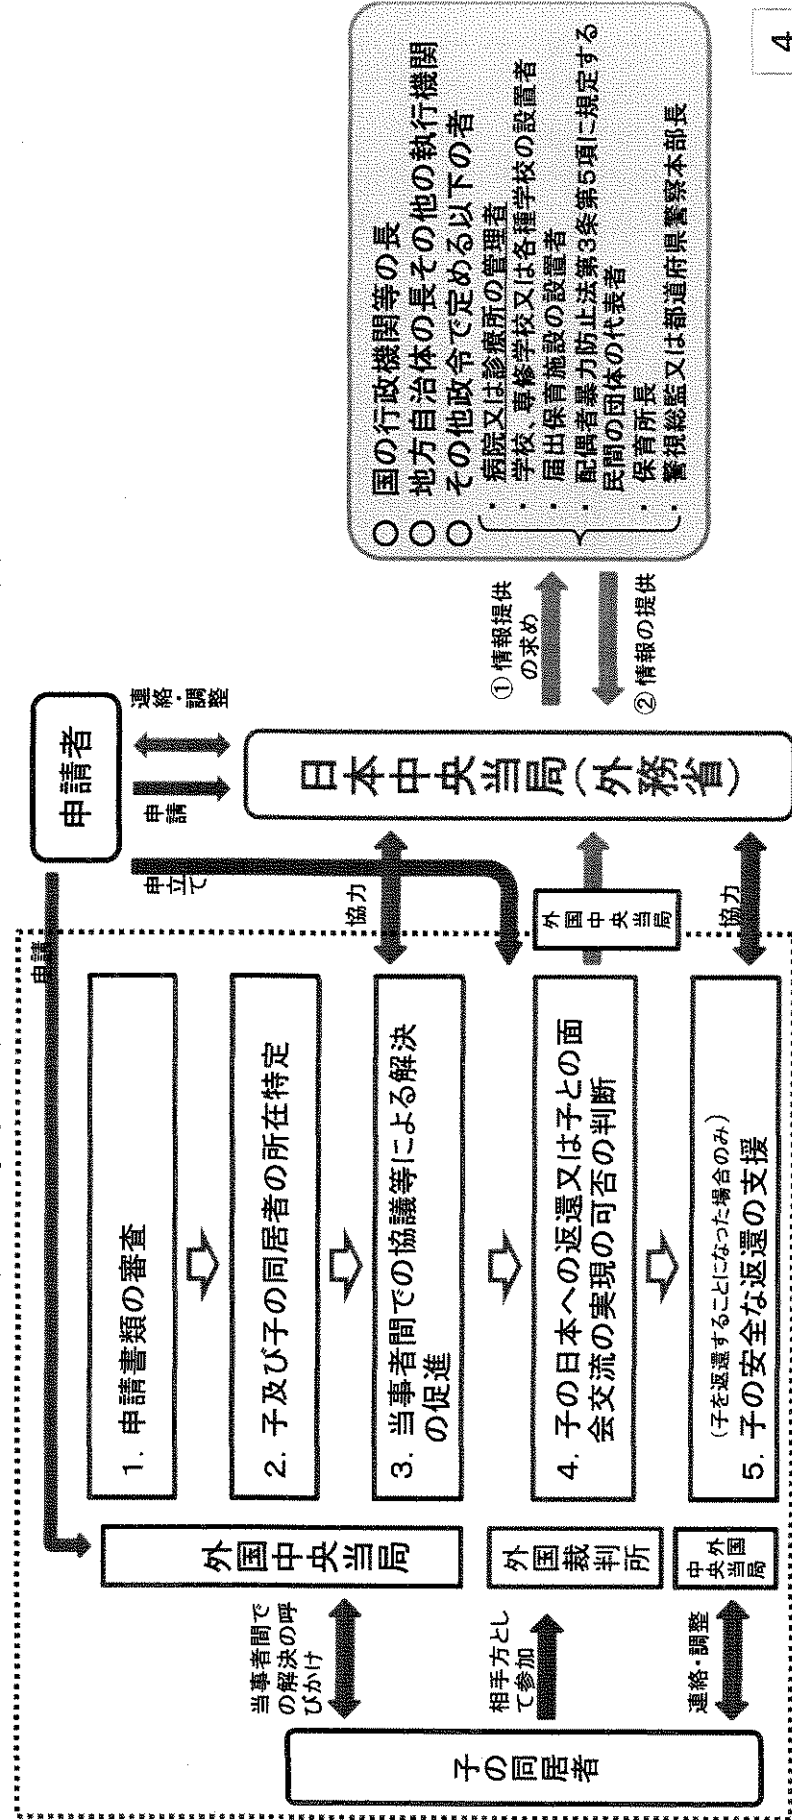 申請者
申請
申立て
申請
連絡・調整
子の同居者
当事者間で
の解決の呼
びかけ
相手方とし
て参加
連絡・調整
外国中央当局
外国裁判所
外国
中央
当局
1. 申請書類の審査
2. 子及び子の同居者の所在特定
3. 当事者間での協議等による解決
の促進
4. 子の日本への返還又は子との面
会交流の実現の可否の判断
(子を返還することになった場合のみ)
5. 子の安全な返還の支援
協力
外国中央当局
協力
日本中央当局(外務省)
① 情報提供
の求め
② 情報の提供
○ 国の行政機関等の長
○ 地方自治体の長その他の執行機関
○ その他政令で定める以下の者
・ 病院又は診療所の管理者
・ 学校、専修学校又は各種学校の設置者
・ 届出保育施設の設置者
・ 配偶者暴力防止法第3条第5項に規定する
民間の団体の代表者
・ 保育所長
・ 警視総監又は都道府県警察本部長
4